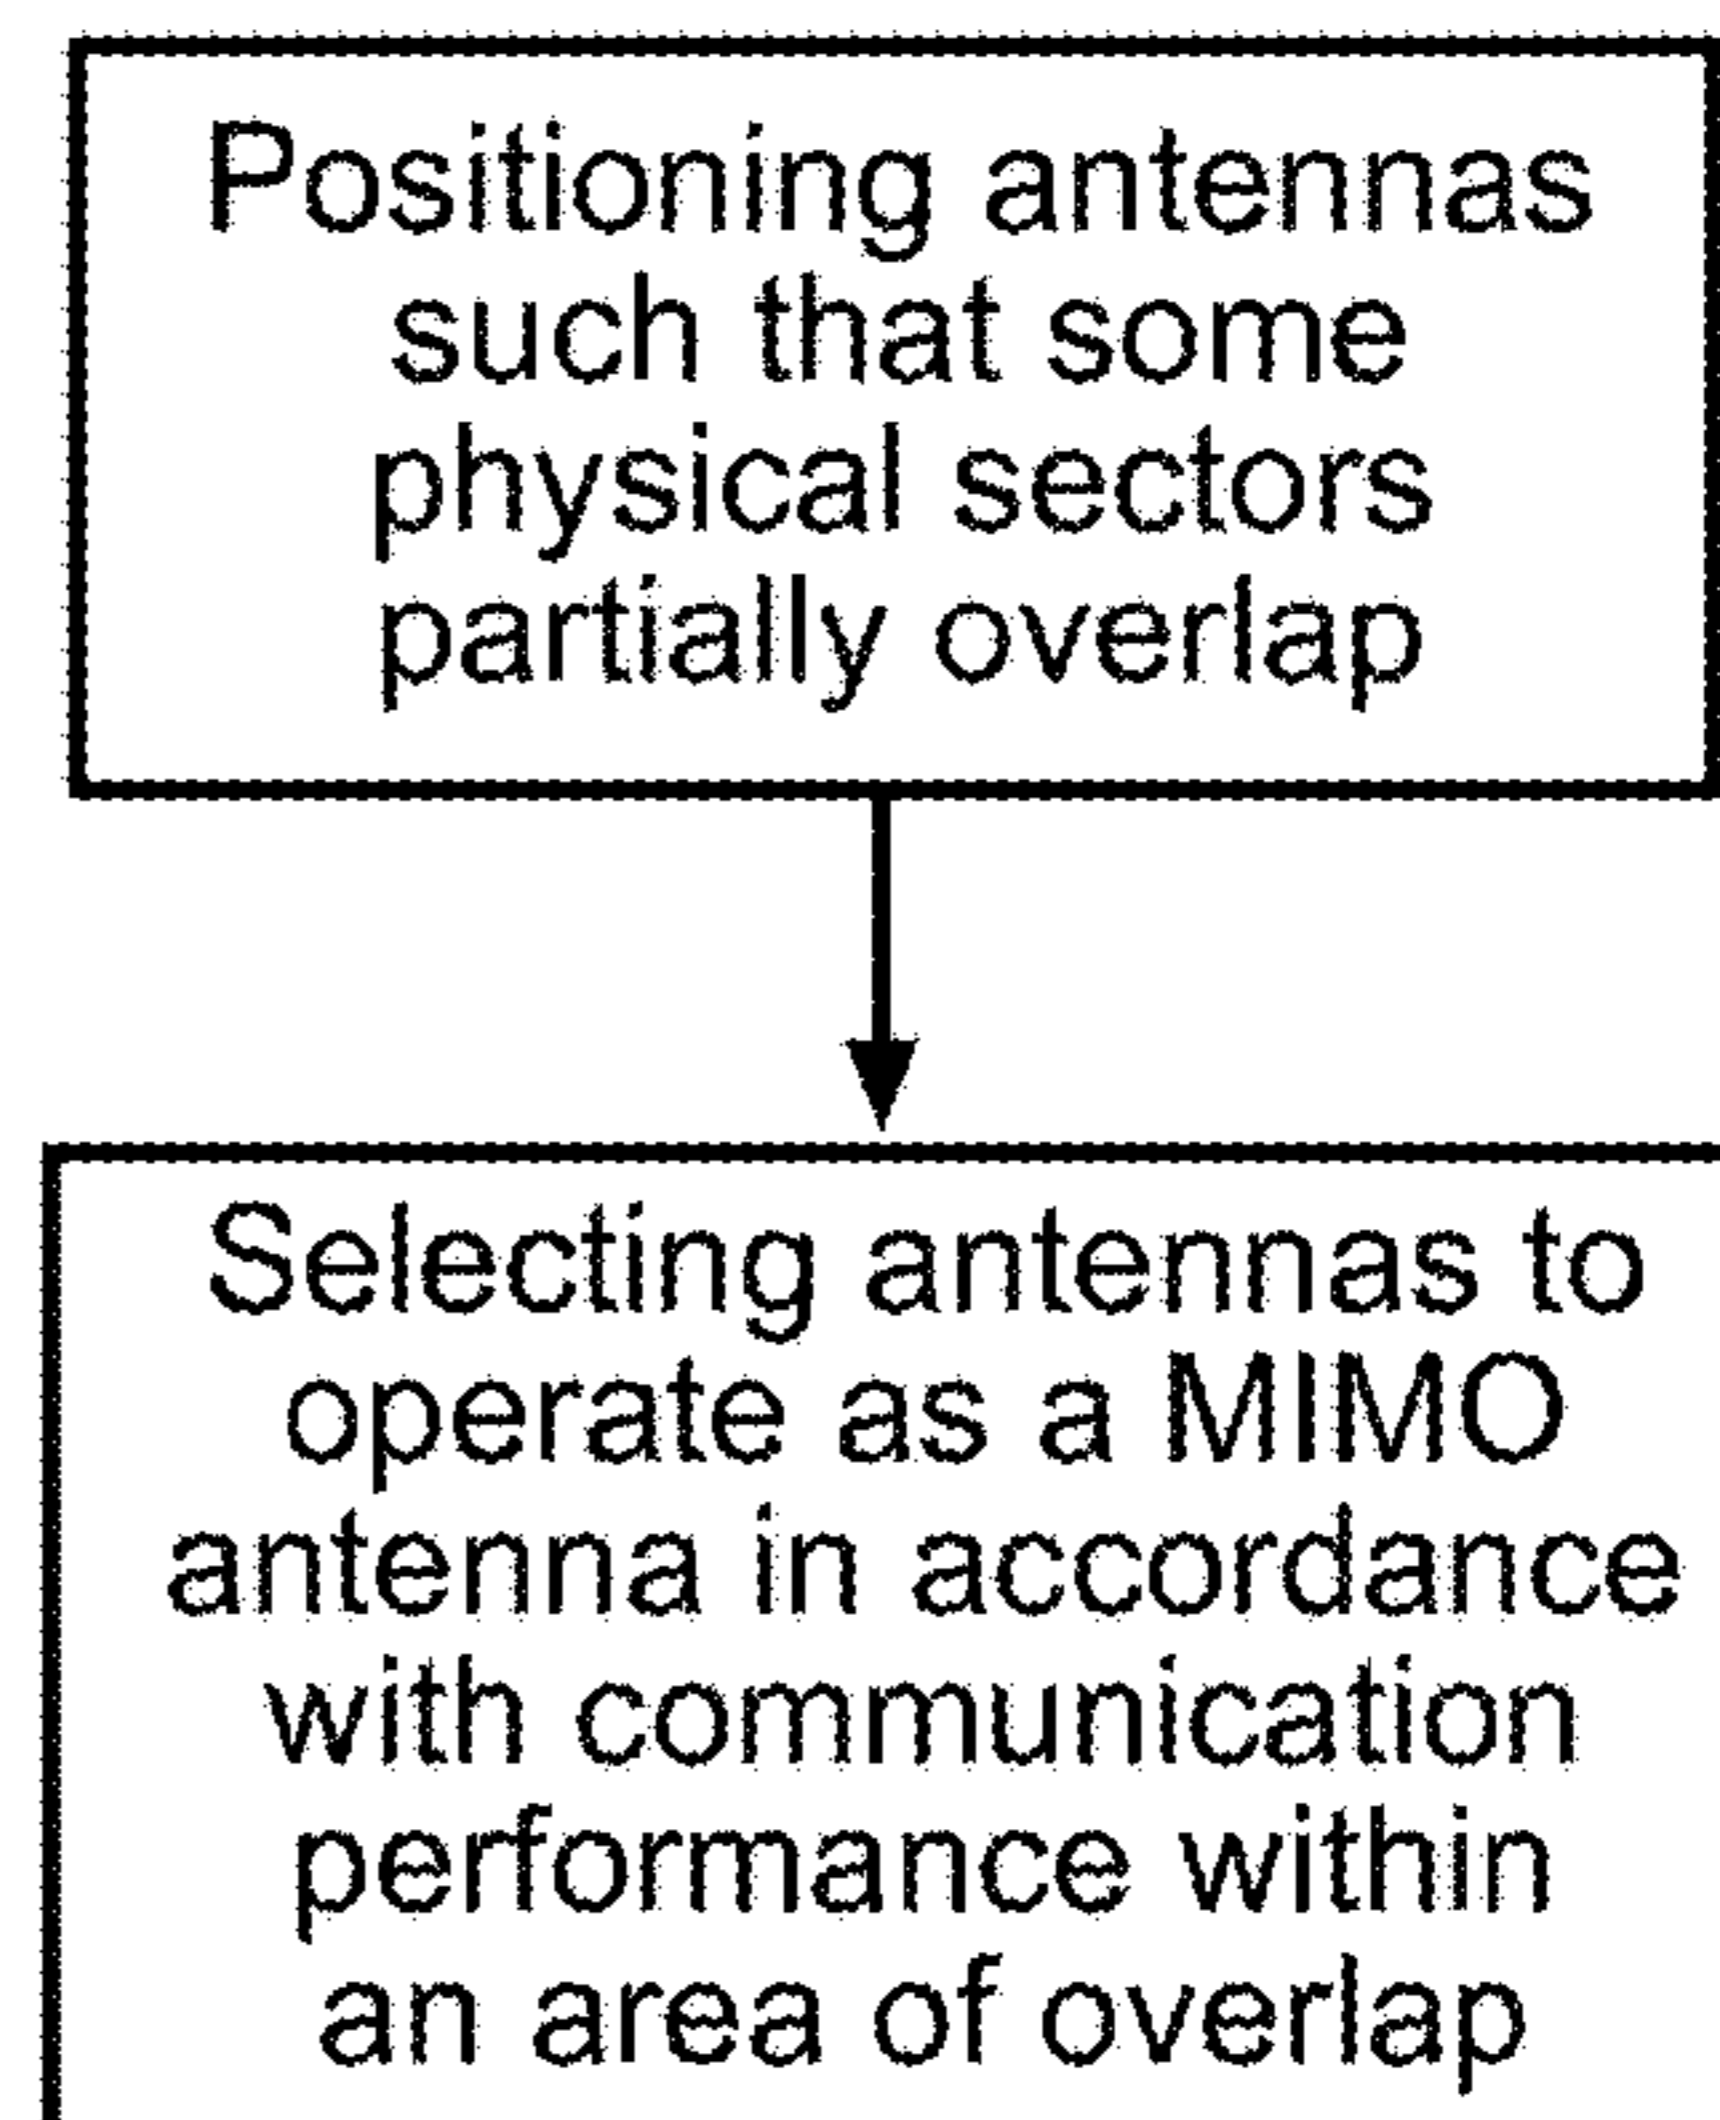 Positioning antennas
such that some
physical sectors
partially overlap
Selecting antennas to
operate as a MIMO
antenna in accordance
with communication
performance within
an area of overlap